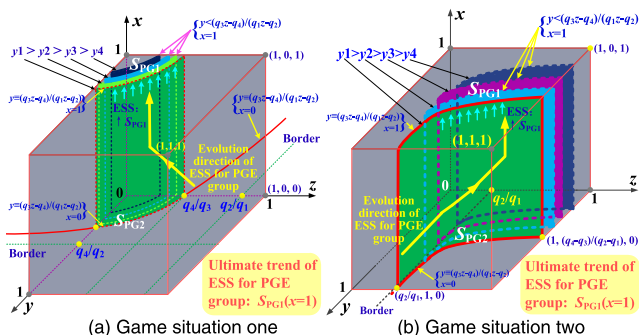 x
y<(q3z-q4)/(q1z-q2)
x=1
y1 > y2 > y3 > y4
1
(1, 0, 1)
SPG1
y=(q3z-q4)/(q1z-q2)
x=1
ESS:
↑ SPG1
y=(q3z-q4)/(q1z-q2)
x=0
(1,1,1)
Evolution
direction of
ESS for PGE
group
Border
0
(1, 0, 0)
z
1
y=(q3z-q4)/(q1z-q2)
x=0
SPG2
q4/q3
q2/q1
Border
q4/q2
1
y
Ultimate trend of
ESS for PGE
group: SPG1(x=1)
(a) Game situation one
x
y<(q3z-q4)/(q1z-q2)
x=1
y1>y2>y3>y4
1
(1, 0, 1)
SPG1
y=(q3z-q4)/(q1z-q2)
x=1
ESS:
↑ SPG1
(1,1,1)
Evolution
direction of
ESS for PGE
group
0
q2/q1
z
1
(1, 0, 0)
SPG2
(1, (q4-q3)/(q2-q1), 0)
y=(q3z-q4)/(q1z-q2)
x=0
1
y
(q2/q1, 1, 0)
Border
Ultimate trend of
ESS for PGE
group: SPG1(x=1)
(b) Game situation two